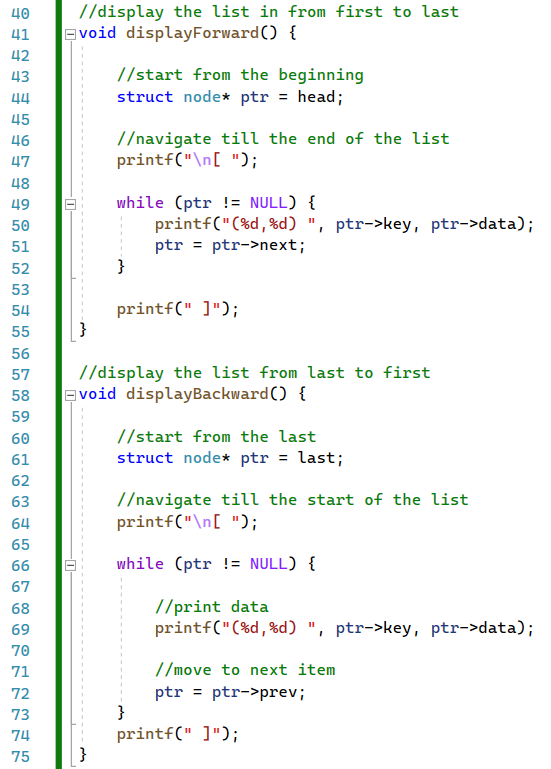 40 //display the list in from first to last
41 void displayForward() {
42
43 //start from the beginning
44 struct node* ptr = head;
45
46 //navigate till the end of the list
47 printf("\n[ ");
48
49 while (ptr != NULL) {
50 printf("(%d,%d) ", ptr->key, ptr->data);
51 ptr = ptr->next;
52 }
53
54 printf(" ]");
55 }
56
57 //display the list from last to first
58 void displayBackward() {
59
60 //start from the last
61 struct node* ptr = last;
62
63 //navigate till the start of the list
64 printf("\n[ ");
65
66 while (ptr != NULL) {
67
68 //print data
69 printf("(%d,%d) ", ptr->key, ptr->data);
70
71 //move to next item
72 ptr = ptr->prev;
73 }
74 printf(" ]");
75 }